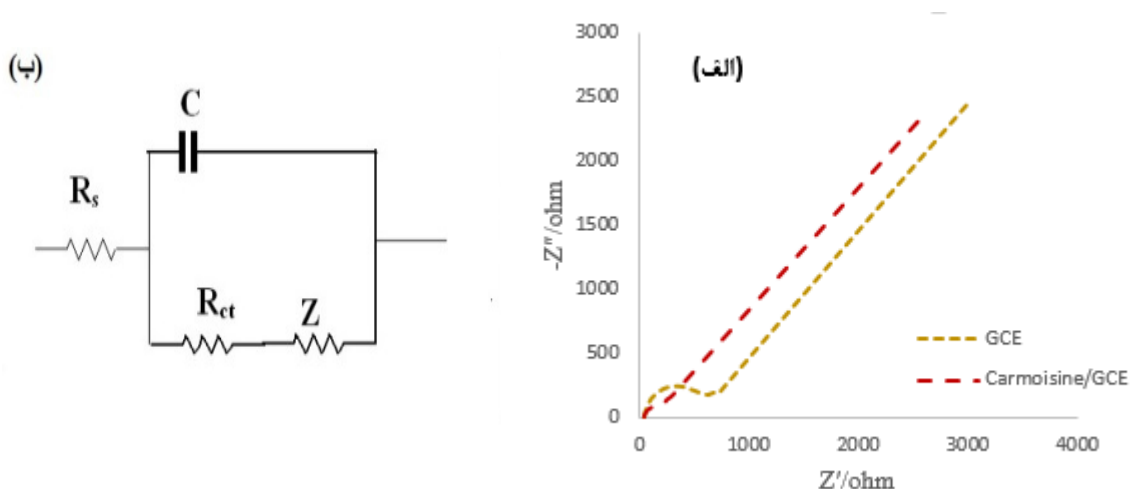 (ب)
C
Rs
Rct
Z
(الف)
3000
2500
2000
1500
1000
500
0
-Z"/ohm
GCE
Carmoisine/GCE
0
1000
2000
3000
4000
Z'/ohm